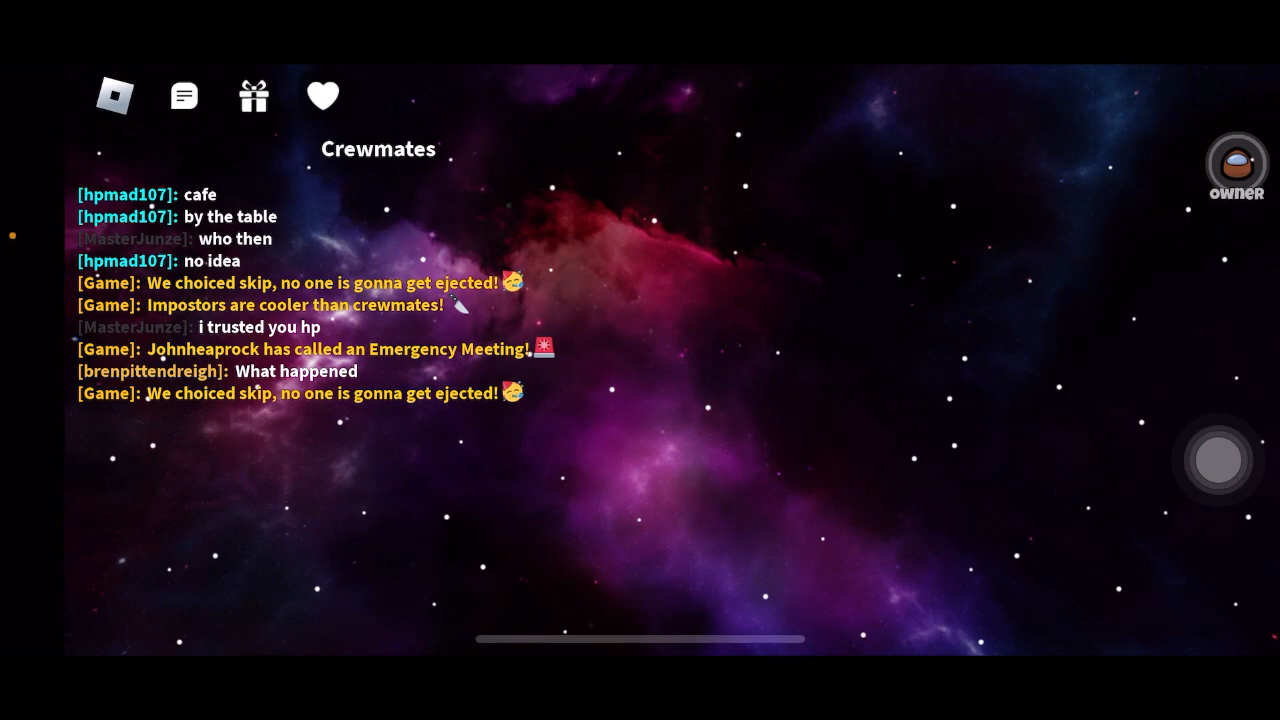 Crewmates
[hpmad107]: cafe
[hpmad107]: by the table
[MasterJunze]: who then
[hpmad107]: no idea
[Game]: We choiced skip, no one is gonna get ejected! 🥳
[Game]: Impostors are cooler than crewmates! 🔪
[MasterJunze]: i trusted you hp
[Game]: Johnheaprock has called an Emergency Meeting! 🚨
[brenpittendreigh]: What happened
[Game]: We choiced skip, no one is gonna get ejected! 🥳
OWNER